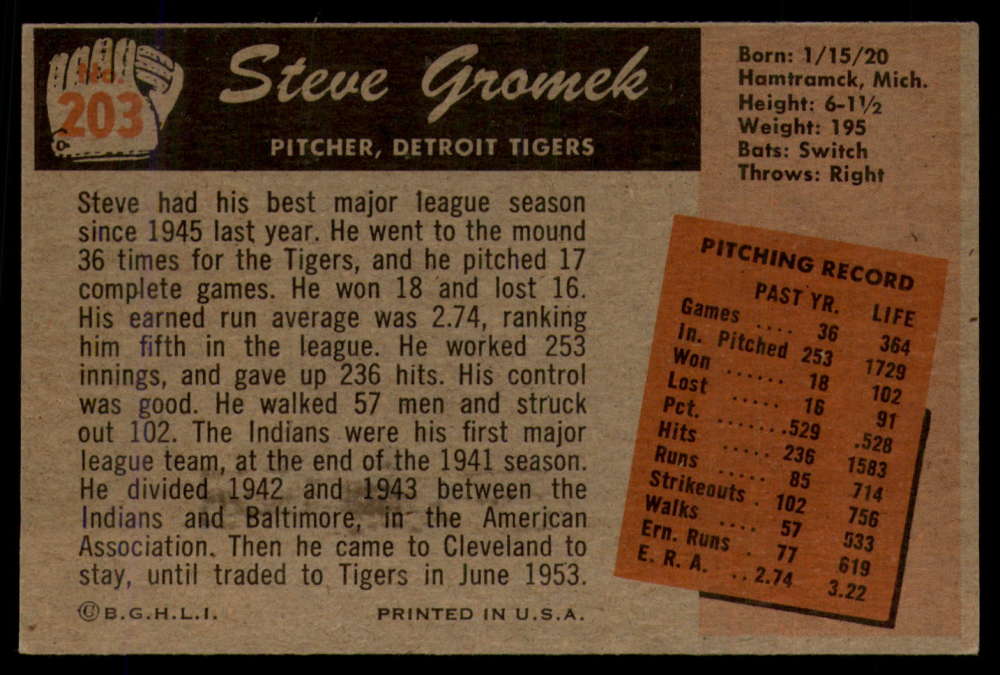 No. 203
Steve Gromek
PITCHER, DETROIT TIGERS
Born: 1/15/20
Hamtramck, Mich.
Height: 6-1½
Weight: 195
Bats: Switch
Throws: Right
Steve had his best major league season
since 1945 last year. He went to the mound
36 times for the Tigers, and he pitched 17
complete games. He won 18 and lost 16.
His earned run average was 2.74, ranking
him fifth in the league. He worked 253
innings, and gave up 236 hits. His control
was good. He walked 57 men and struck
out 102. The Indians were his first major
league team, at the end of the 1941 season.
He divided 1942 and 1943 between the
Indians and Baltimore, in the American
Association. Then he came to Cleveland to
stay, until traded to Tigers in June 1953.
PITCHING RECORD
PAST YR. LIFE
Games .... 36 364
In. Pitched 253 1729
Won ...... 18 102
Lost ..... 16 91
Pct. .......529 .528
Hits ..... 236 1583
Runs ..... 85 714
Strikeouts . 102 756
Walks .... 57 533
Ern. Runs . 77 619
E. R. A. .. 2.74 3.22
©B.G.H.L.I. PRINTED IN U.S.A.